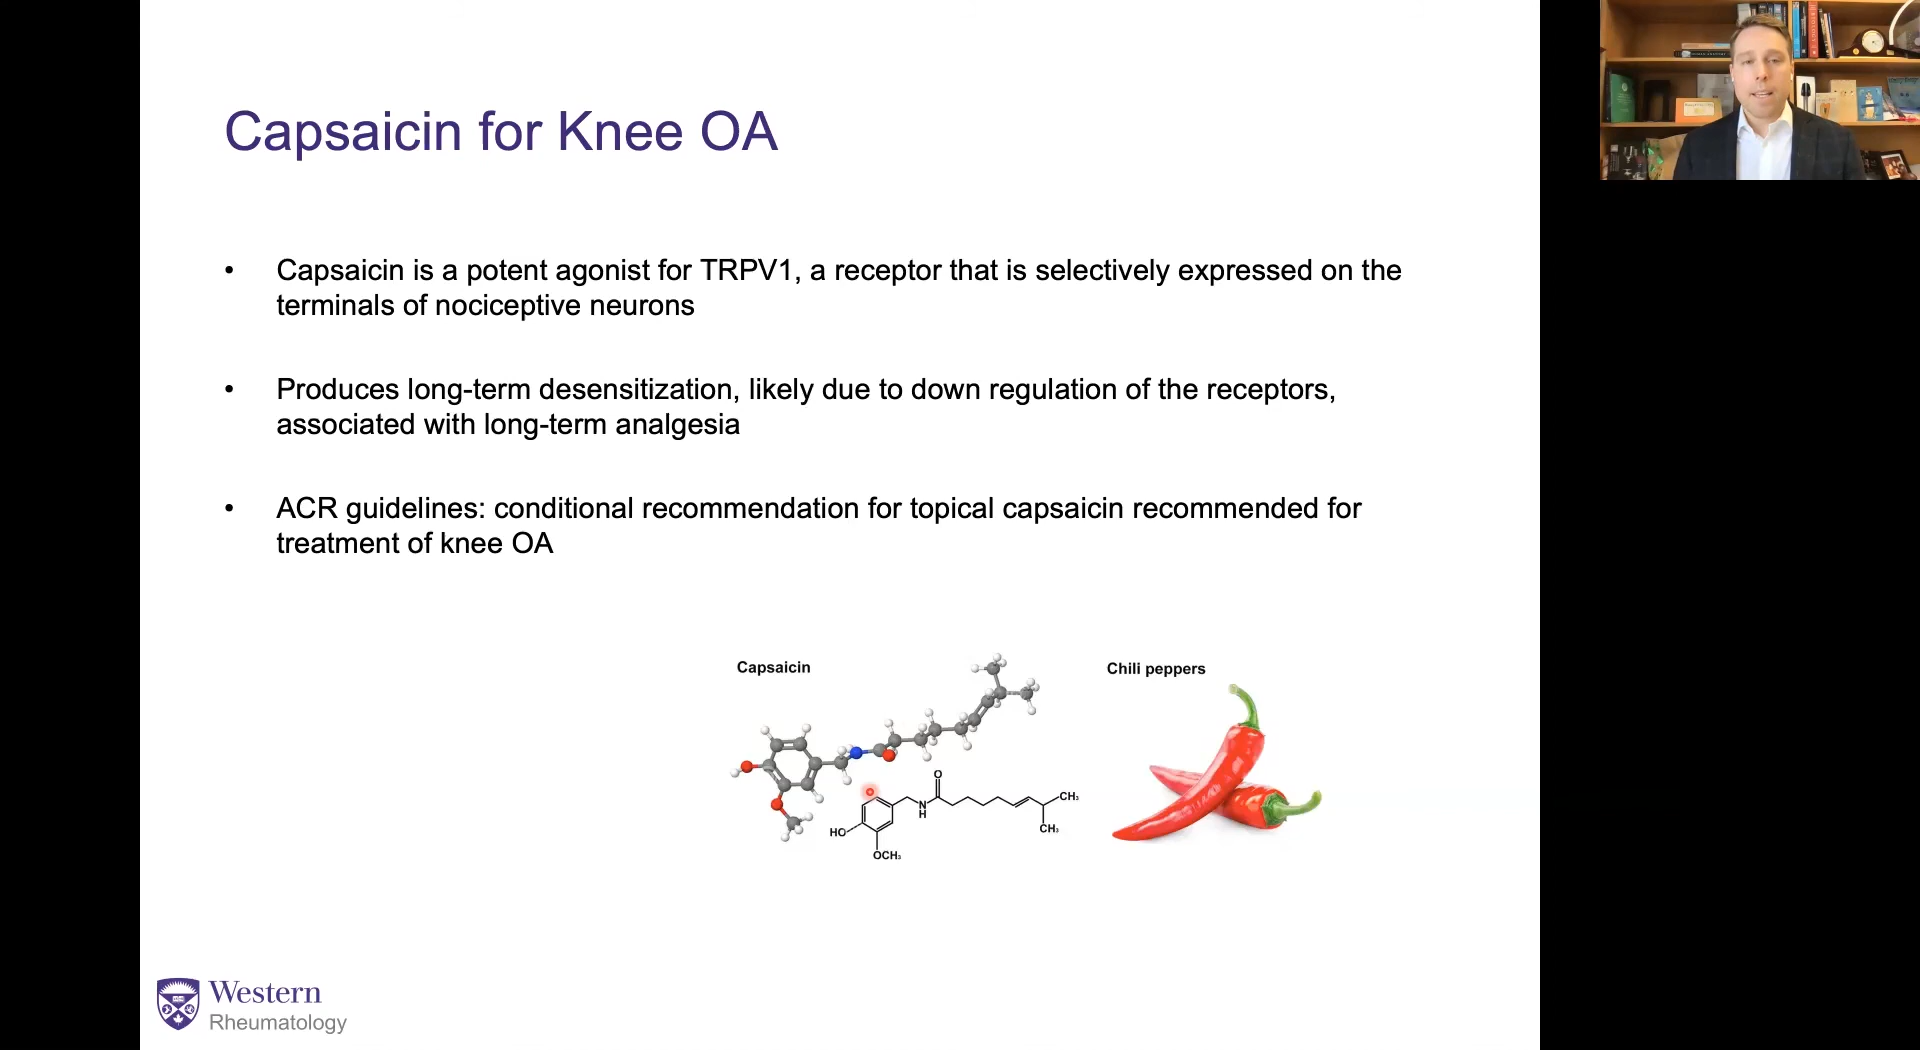 Capsaicin for Knee OA
• Capsaicin is a potent agonist for TRPV1, a receptor that is selectively expressed on the
terminals of nociceptive neurons
• Produces long-term desensitization, likely due to down regulation of the receptors,
associated with long-term analgesia
• ACR guidelines: conditional recommendation for topical capsaicin recommended for
treatment of knee OA
Capsaicin
Chili peppers
O
N
H
CH₃
CH₃
HO
OCH₃
Western
Rheumatology